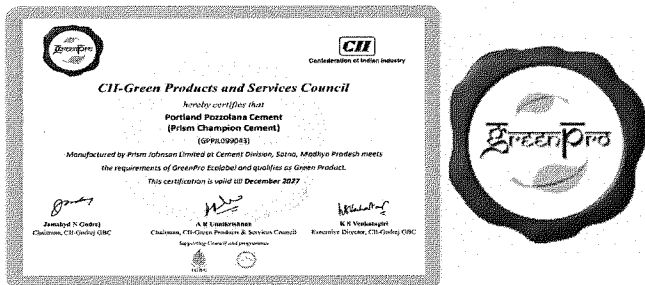 GreenPro
CII
Confederation of Indian Industry
CII-Green Products and Services Council
hereby certifies that
Portland Pozzolana Cement
(Prism Champion Cement)
(GPPJL099043)
Manufactured by Prism Johnson Limited at Cement Division, Satna, Madhya Pradesh meets
the requirements of GreenPro Ecolabel and qualifies as Green Product.
This certification is valid till December 2027
Jamshyd N Godrej
Chairman, CII-Godrej GBC
A R Unnikrishnan
Chairman, CII-Green Products & Services Council
K S Venkatagiri
Executive Director, CII-Godrej GBC
Supporting Council and programmes
IGBC
GreenPro